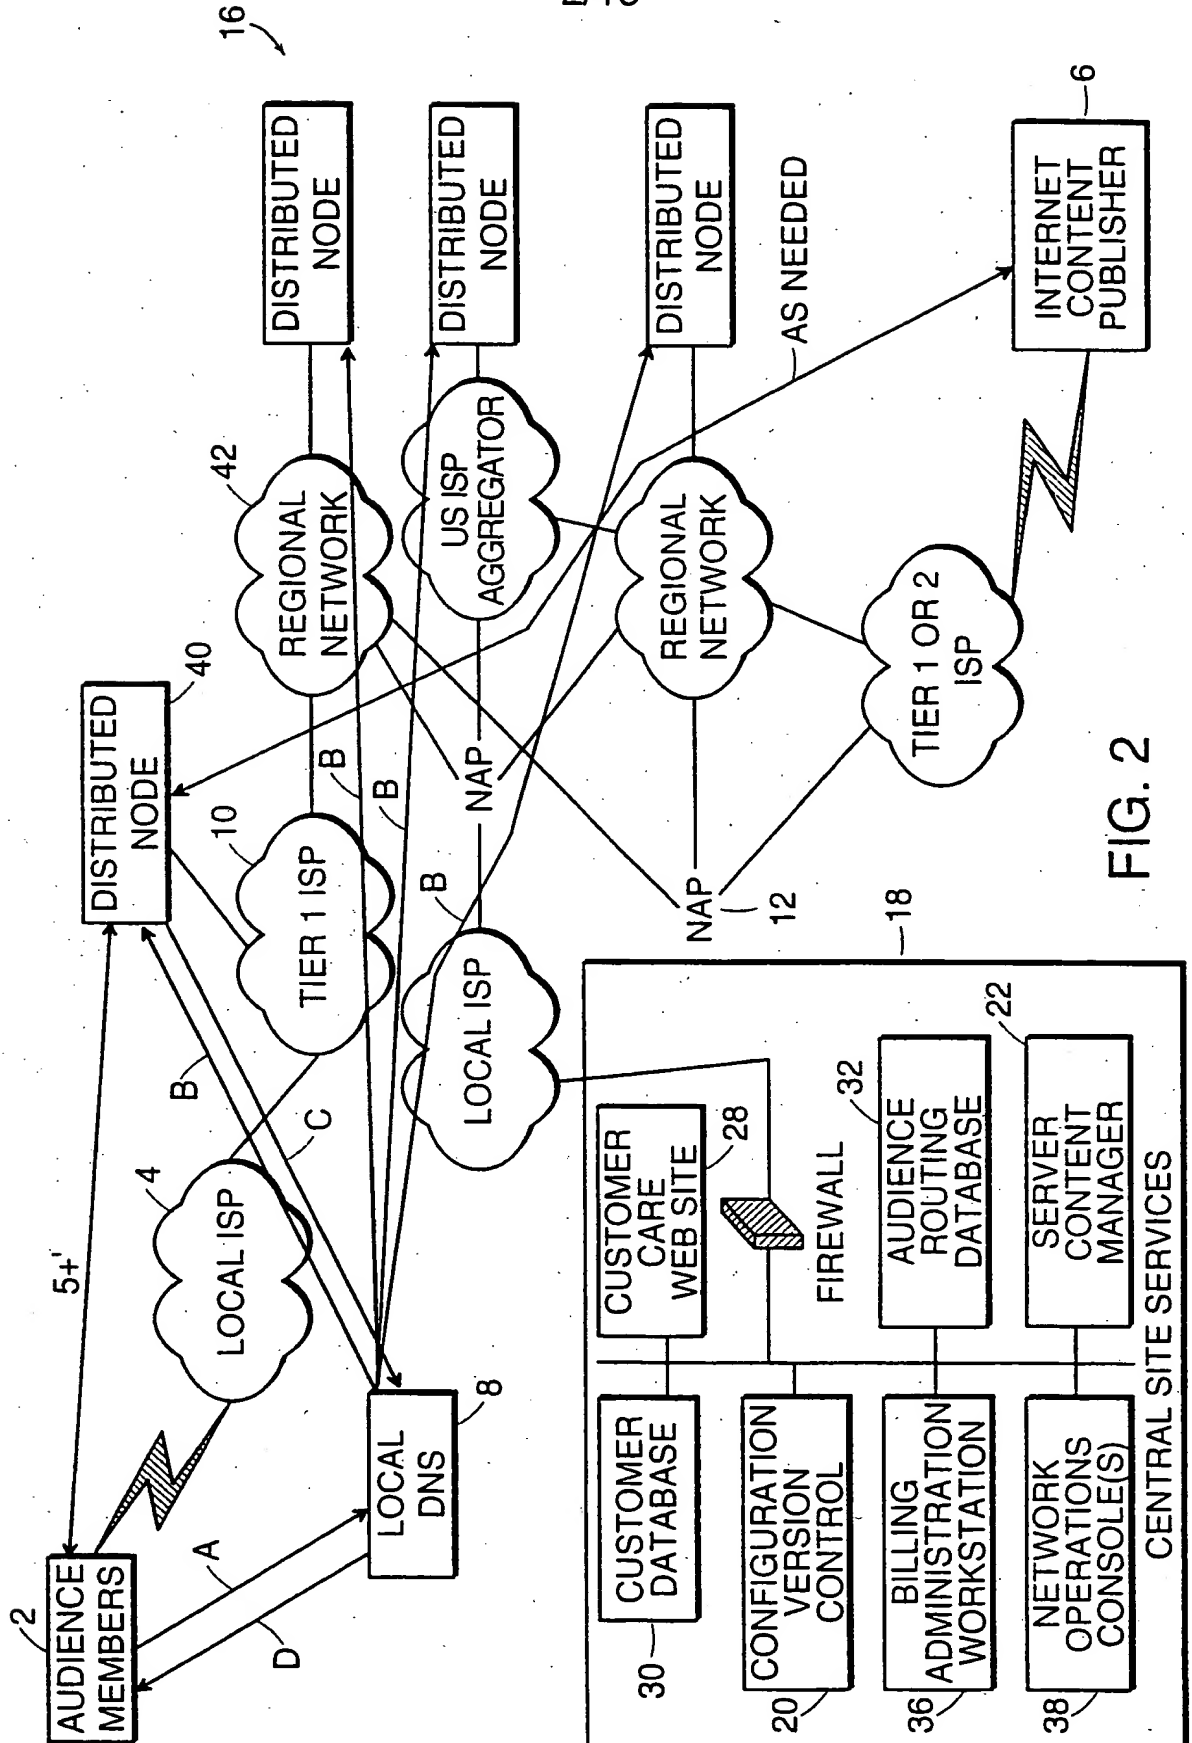 16
2
AUDIENCE
MEMBERS
5+'
A
D
4
LOCAL ISP
B
C
DISTRIBUTED
NODE
40
8
LOCAL
DNS
10
TIER 1 ISP
B
B
B
42
REGIONAL
NETWORK
DISTRIBUTED
NODE
LOCAL ISP
NAP
US ISP
AGGREGATOR
DISTRIBUTED
NODE
NAP
12
REGIONAL
NETWORK
DISTRIBUTED
NODE
AS NEEDED
TIER 1 OR 2
ISP
INTERNET
CONTENT
PUBLISHER
6
18
30
CUSTOMER
DATABASE
CUSTOMER
CARE
WEB SITE
28
20
CONFIGURATION
VERSION
CONTROL
FIREWALL
36
BILLING
ADMINISTRATION
WORKSTATION
32
AUDIENCE
ROUTING
DATABASE
38
NETWORK
OPERATIONS
CONSOLE(S)
22
SERVER
CONTENT
MANAGER
CENTRAL SITE SERVICES
FIG. 2